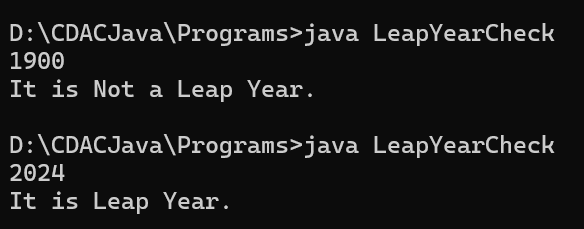 D:\CDACJava\Programs>java LeapYearCheck
1900
It is Not a Leap Year.
D:\CDACJava\Programs>java LeapYearCheck
2024
It is Leap Year.